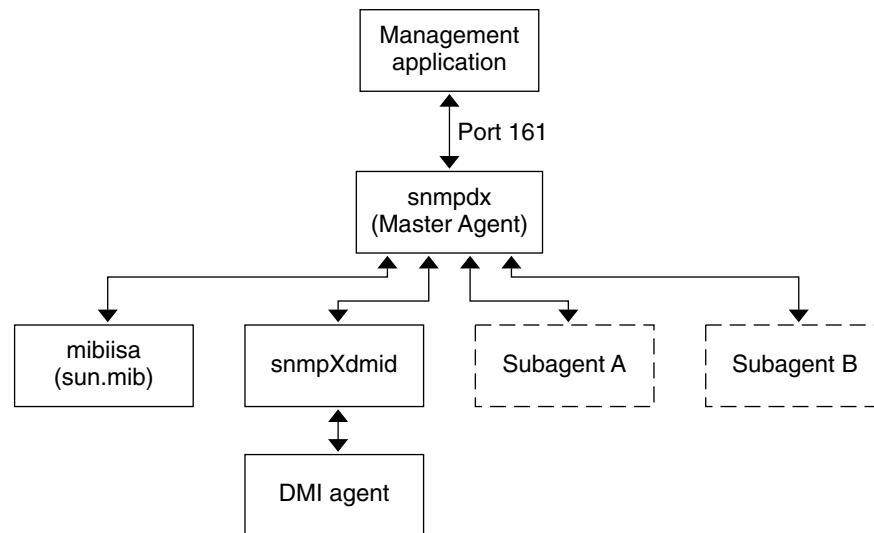 Management
application
Port 161
snmpdx
(Master Agent)
mibiisa
(sun.mib)
snmpXdmid
Subagent A
Subagent B
DMI agent